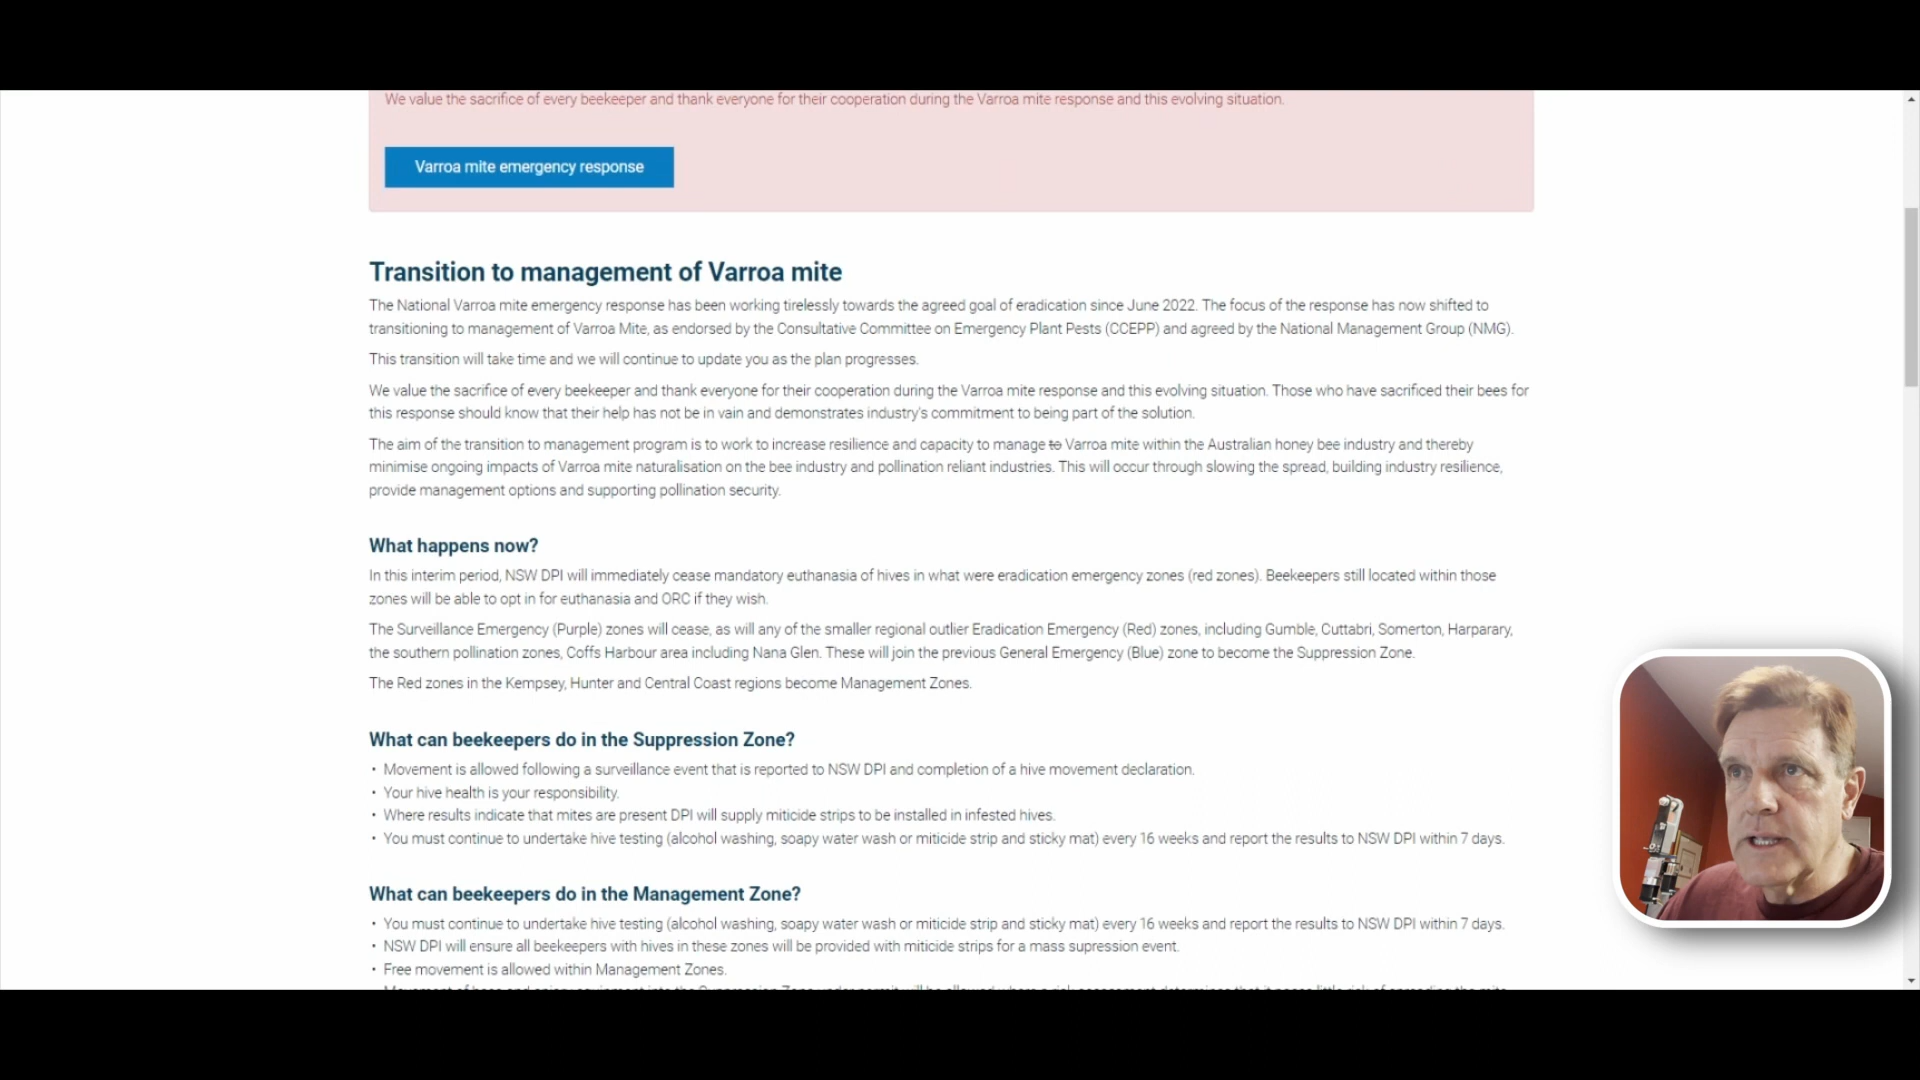 We value the sacrifice of every beekeeper and thank everyone for their cooperation during the Varroa mite response and this evolving situation.
Varroa mite emergency response
Transition to management of Varroa mite
The National Varroa mite emergency response has been working tirelessly towards the agreed goal of eradication since June 2022. The focus of the response has now shifted to
transitioning to management of Varroa Mite, as endorsed by the Consultative Committee on Emergency Plant Pests (CCEPP) and agreed by the National Management Group (NMG).
This transition will take time and we will continue to update you as the plan progresses.
We value the sacrifice of every beekeeper and thank everyone for their cooperation during the Varroa mite response and this evolving situation. Those who have sacrificed their bees for
this response should know that their help has not be in vain and demonstrates industry's commitment to being part of the solution.
The aim of the transition to management program is to work to increase resilience and capacity to manage to Varroa mite within the Australian honey bee industry and thereby
minimise ongoing impacts of Varroa mite naturalisation on the bee industry and pollination reliant industries. This will occur through slowing the spread, building industry resilience,
provide management options and supporting pollination security.
What happens now?
In this interim period, NSW DPI will immediately cease mandatory euthanasia of hives in what were eradication emergency zones (red zones). Beekeepers still located within those
zones will be able to opt in for euthanasia and ORC if they wish.
The Surveillance Emergency (Purple) zones will cease, as will any of the smaller regional outlier Eradication Emergency (Red) zones, including Gumble, Cuttabri, Somerton, Harparary,
the southern pollination zones, Coffs Harbour area including Nana Glen. These will join the previous General Emergency (Blue) zone to become the Suppression Zone.
The Red zones in the Kempsey, Hunter and Central Coast regions become Management Zones.
What can beekeepers do in the Suppression Zone?
• Movement is allowed following a surveillance event that is reported to NSW DPI and completion of a hive movement declaration.
• Your hive health is your responsibility.
• Where results indicate that mites are present DPI will supply miticide strips to be installed in infested hives.
• You must continue to undertake hive testing (alcohol washing, soapy water wash or miticide strip and sticky mat) every 16 weeks and report the results to NSW DPI within 7 days.
What can beekeepers do in the Management Zone?
• You must continue to undertake hive testing (alcohol washing, soapy water wash or miticide strip and sticky mat) every 16 weeks and report the results to NSW DPI within 7 days.
• NSW DPI will ensure all beekeepers with hives in these zones will be provided with miticide strips for a mass supression event.
• Free movement is allowed within Management Zones.